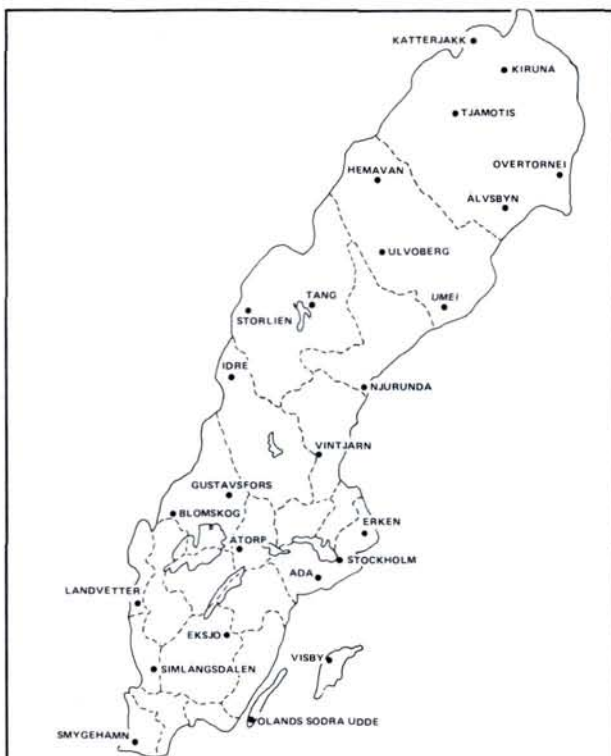 KATTERJAKK
KIRUNA
TJAMOTIS
HEMAVAN
OVERTORNEI
ALVSBYN
ULVOBERG
TANG
UMEI
STORLIEN
IDRE
NJURUNDA
VINTJARN
GUSTAVSFORS
BLOMSKOG
ERKEN
ATORP
STOCKHOLM
ADA
LANDVETTER
EKSJO
VISBY
SIMLANGSDALEN
OLANDS SODRA UDDE
SMYGEHAMN